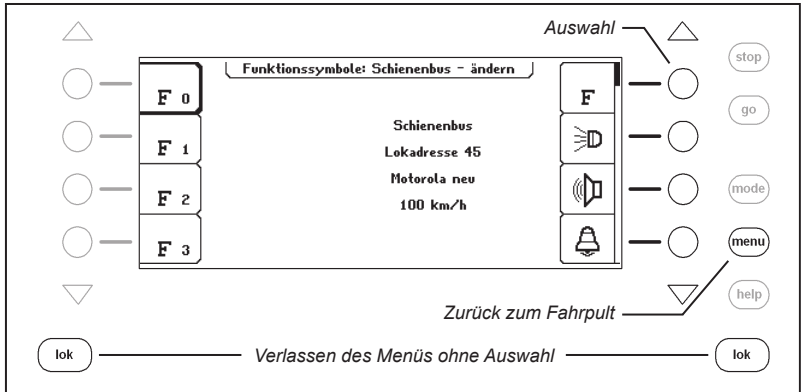 Auswahl
stop
Funktionssymbole: Schienenbus - ändern
F 0
F
go
Schienenbus
F 1
Lokadresse 45
Motorola neu
F 2
mode
100 km/h
F 3
menu
help
Zurück zum Fahrpult
lok
Verlassen des Menüs ohne Auswahl
lok